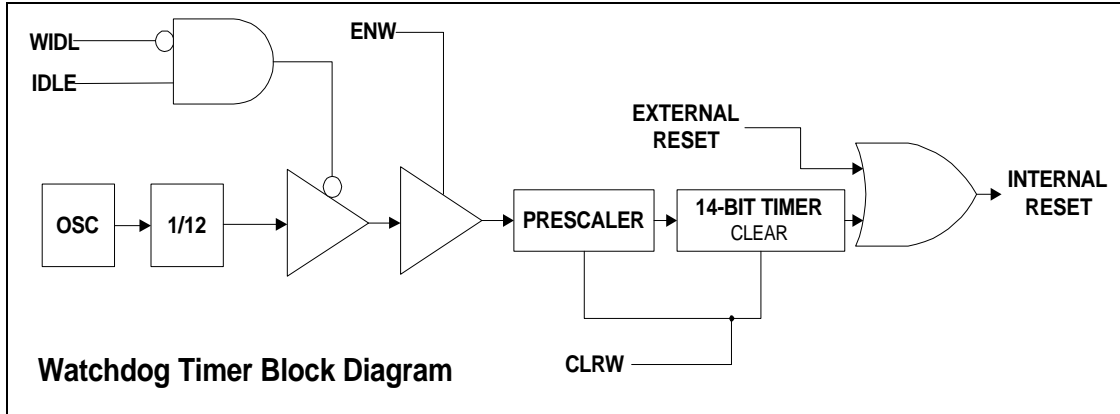 WIDL
IDLE
ENW
EXTERNAL
RESET
INTERNAL
RESET
OSC
1/12
PRESCALER
14-BIT TIMER
CLEAR
CLRW
Watchdog Timer Block Diagram